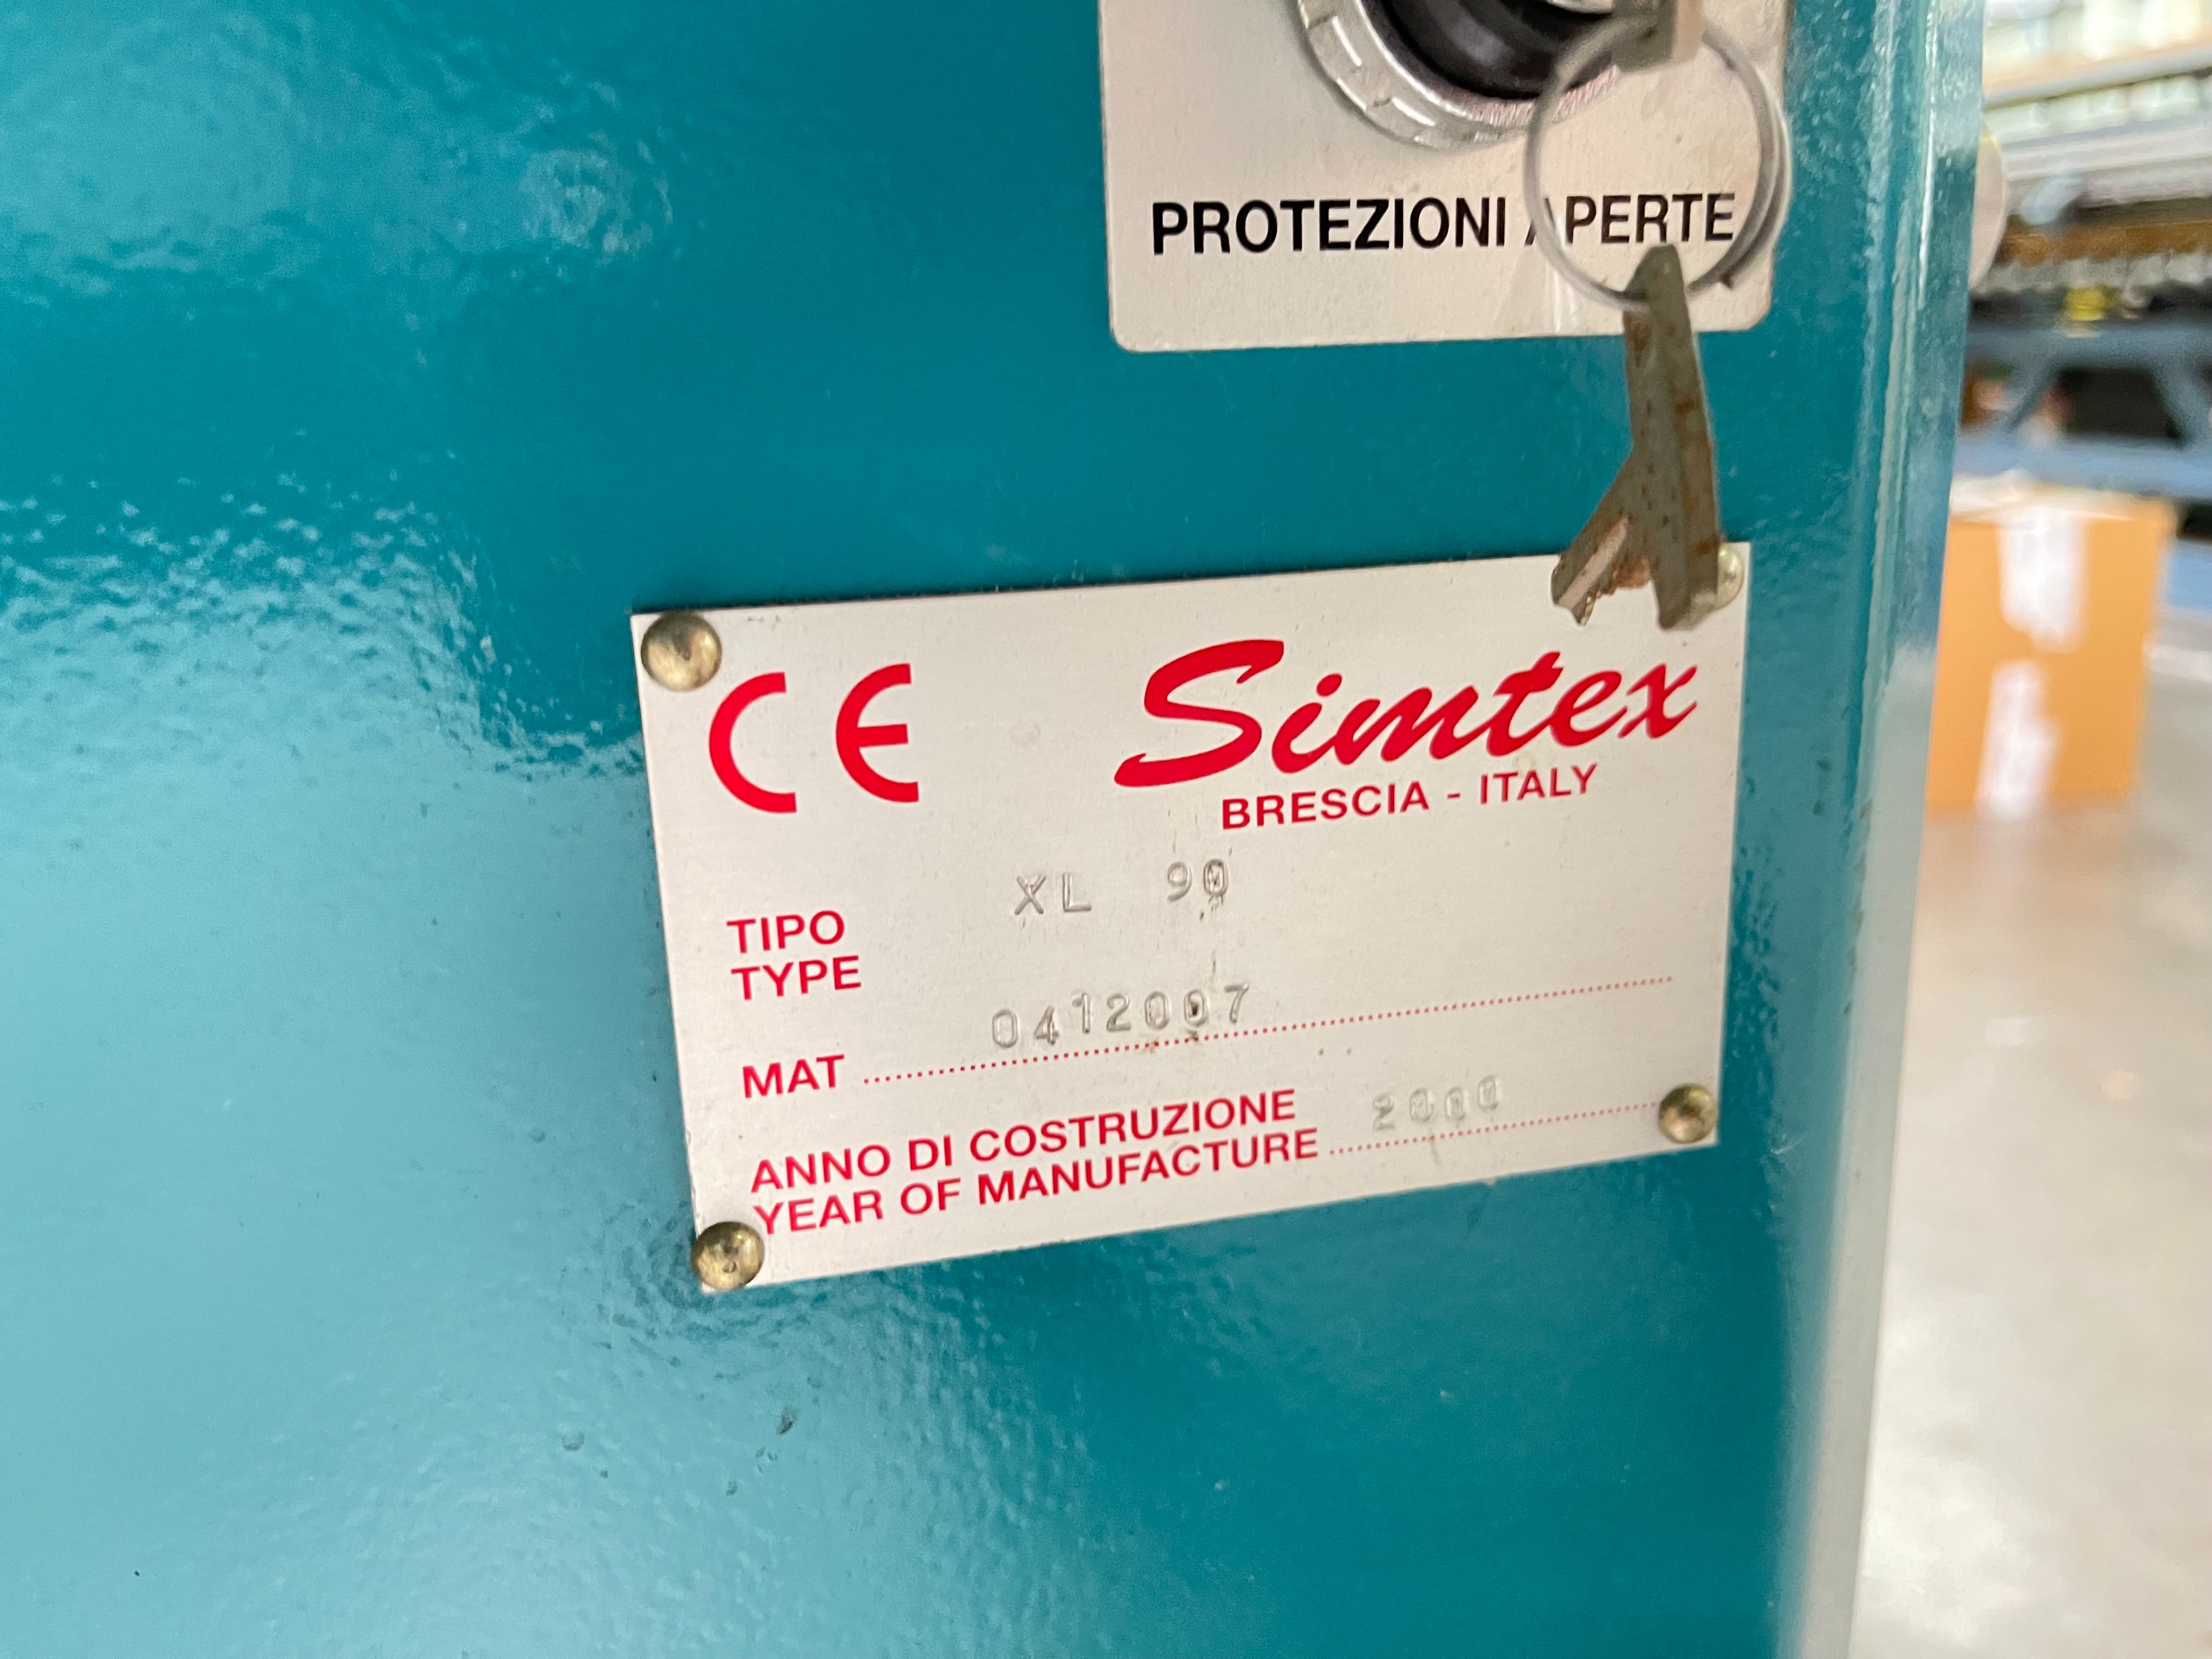 PROTEZIONI APERTE
CE
Simtex
BRESCIA - ITALY
XL 90
TIPO
TYPE
0412007
MAT
ANNO DI COSTRUZIONE
2000
YEAR OF MANUFACTURE